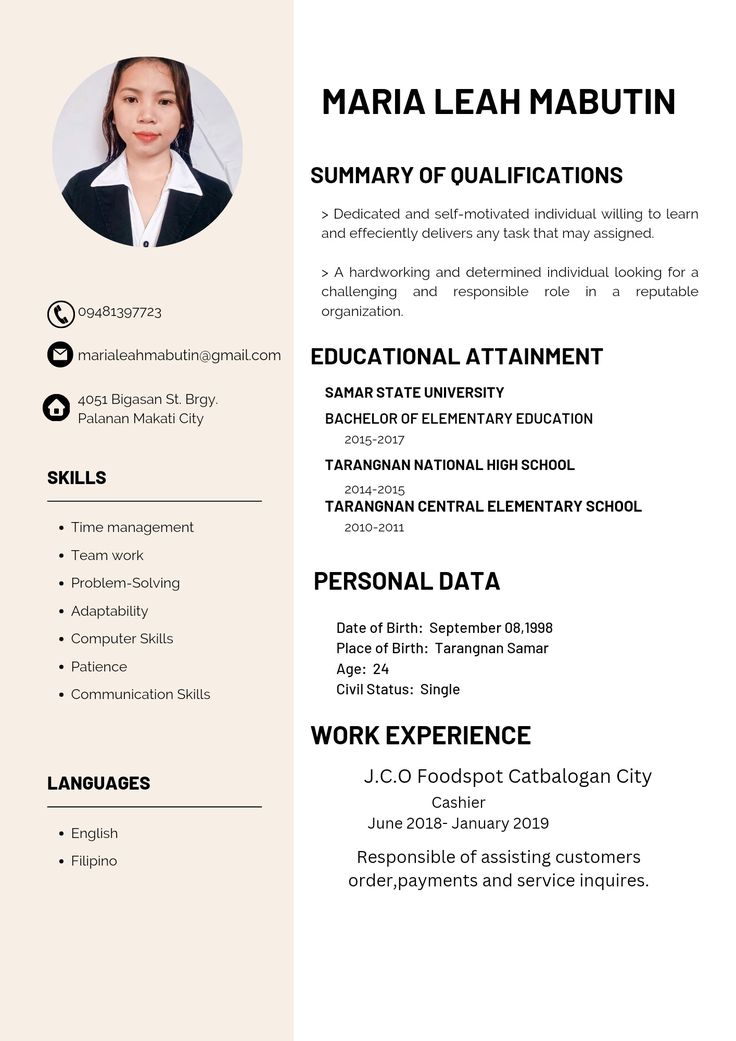 MARIA LEAH MABUTIN
09481397723
marialeahmabutin@gmail.com
4051 Bigasan St. Brgy.
Palanan Makati City
SKILLS
• Time management
• Team work
• Problem-Solving
• Adaptability
• Computer Skills
• Patience
• Communication Skills
LANGUAGES
• English
• Filipino
SUMMARY OF QUALIFICATIONS
> Dedicated and self-motivated individual willing to learn
and effeciently delivers any task that may assigned.
> A hardworking and determined individual looking for a
challenging and responsible role in a reputable
organization.
EDUCATIONAL ATTAINMENT
SAMAR STATE UNIVERSITY
BACHELOR OF ELEMENTARY EDUCATION
2015-2017
TARANGNAN NATIONAL HIGH SCHOOL
2014-2015
TARANGNAN CENTRAL ELEMENTARY SCHOOL
2010-2011
PERSONAL DATA
Date of Birth: September 08,1998
Place of Birth: Tarangnan Samar
Age: 24
Civil Status: Single
WORK EXPERIENCE
J.C.O Foodspot Catbalogan City
Cashier
June 2018- January 2019
Responsible of assisting customers
order,payments and service inquires.